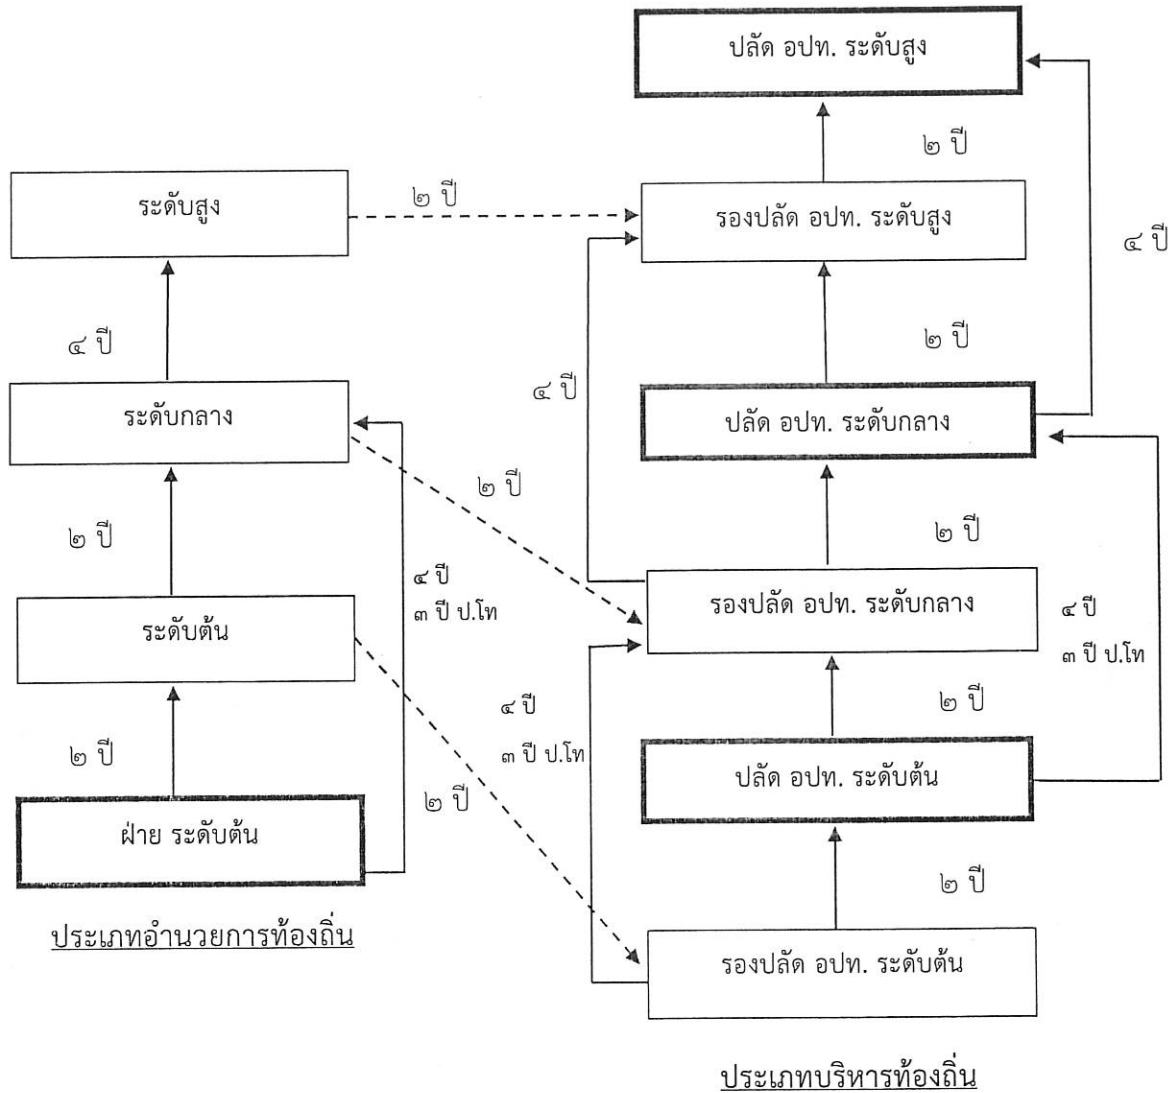 ปลัด อปท. ระดับสูง
๒ ปี
ระดับสูง
๒ ปี
รองปลัด อปท. ระดับสูง
๔ ปี
๔ ปี
๒ ปี
๔ ปี
ระดับกลาง
ปลัด อปท. ระดับกลาง
๒ ปี
๒ ปี
๒ ปี
๔ ปี
๓ ปี ป.โท
ระดับต้น
รองปลัด อปท. ระดับกลาง
๔ ปี
๓ ปี ป.โท
๔ ปี
๓ ปี ป.โท
๒ ปี
๒ ปี
๒ ปี
ปลัด อปท. ระดับต้น
ฝ่าย ระดับต้น
๒ ปี
ประเภทอำนวยการท้องถิ่น
รองปลัด อปท. ระดับต้น
ประเภทบริหารท้องถิ่น